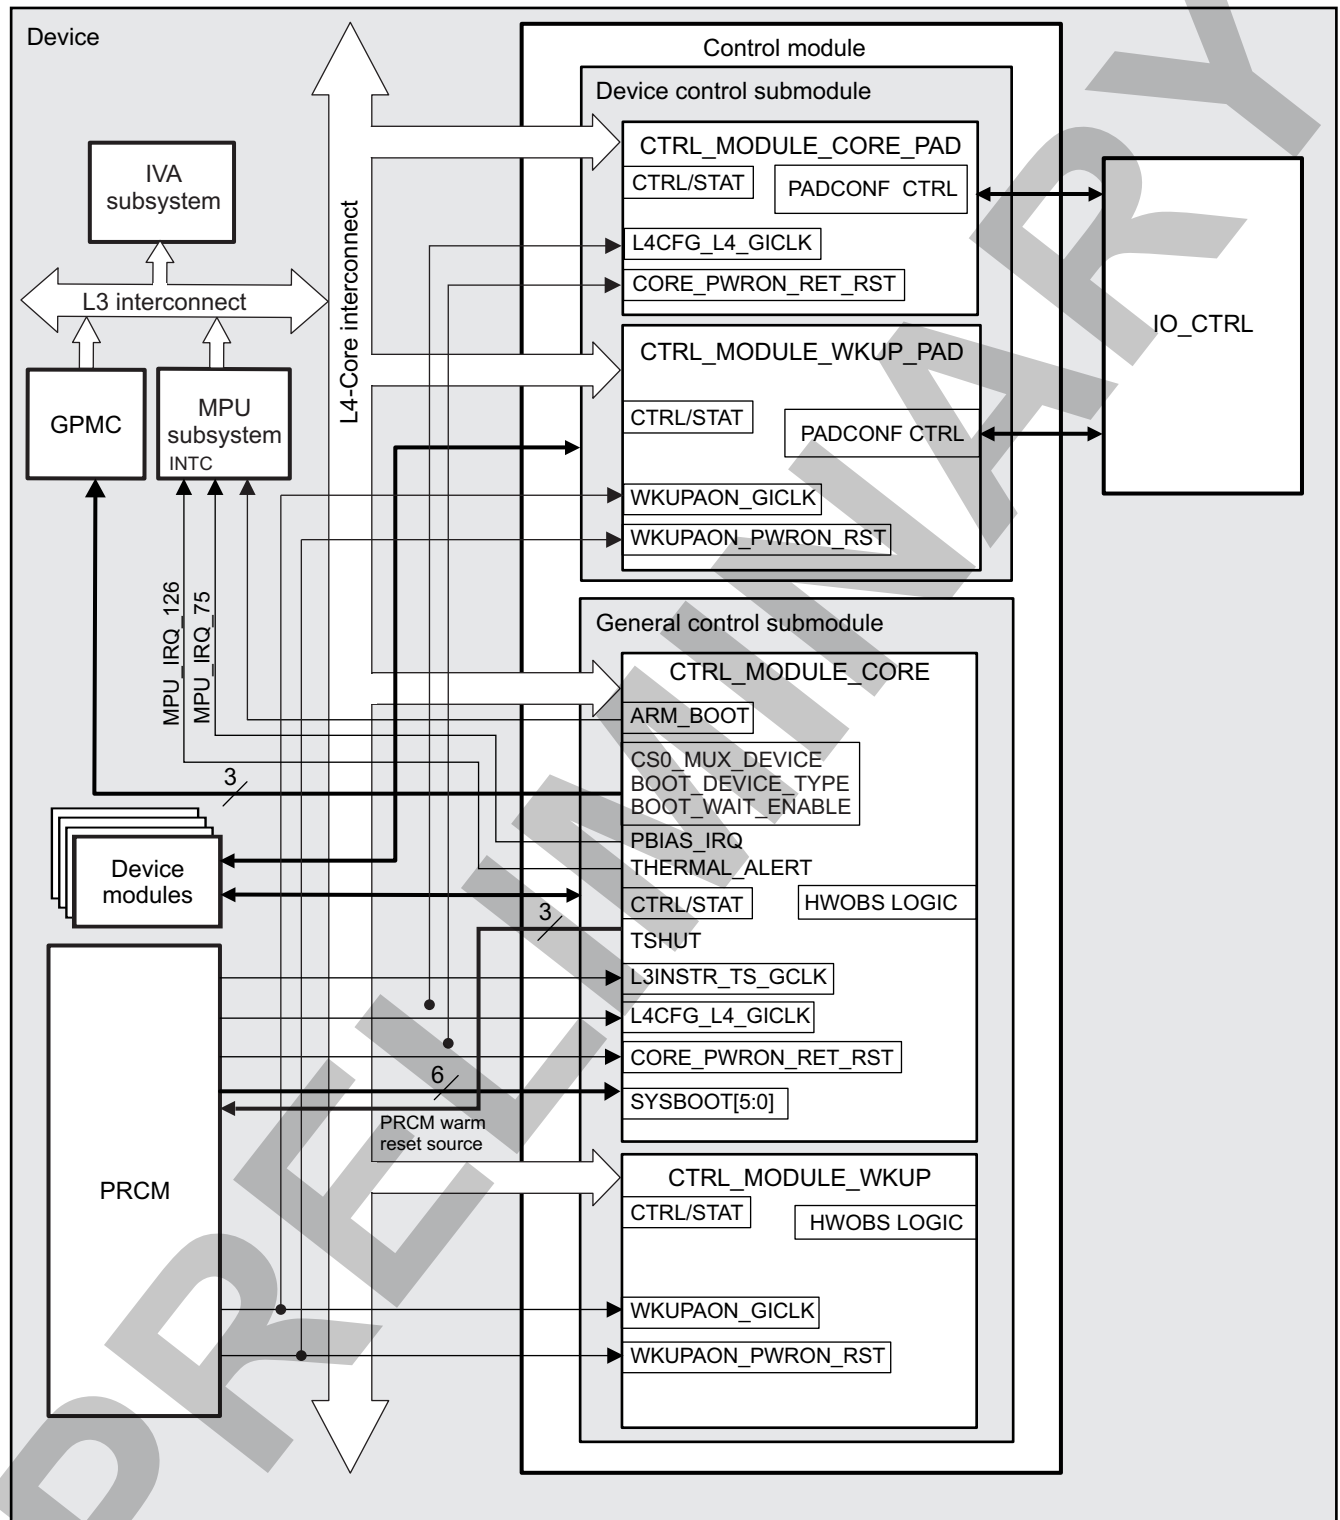 Device
Control module
Device control submodule
CTRL_MODULE_CORE_PAD
CTRL/STAT
PADCONF CTRL
L4CFG_L4_GICLK
CORE_PWRON_RET_RST
CTRL_MODULE_WKUP_PAD
CTRL/STAT
PADCONF CTRL
WKUPAON_GICLK
WKUPAON_PWRON_RST
IO_CTRL
IVA
subsystem
L3 interconnect
L4-Core interconnect
GPMC
MPU
subsystem
INTC
MPU_IRQ_126
MPU_IRQ_75
General control submodule
CTRL_MODULE_CORE
ARM_BOOT
CS0_MUX_DEVICE
BOOT_DEVICE_TYPE
BOOT_WAIT_ENABLE
3
PBIAS_IRQ
THERMAL_ALERT
Device
modules
CTRL/STAT
HWOBS LOGIC
3
TSHUT
L3INSTR_TS_GCLK
L4CFG_L4_GICLK
CORE_PWRON_RET_RST
6
SYSBOOT[5:0]
PRCM warm
reset source
PRCM
CTRL_MODULE_WKUP
CTRL/STAT
HWOBS LOGIC
WKUPAON_GICLK
WKUPAON_PWRON_RST
PRELIMINARY